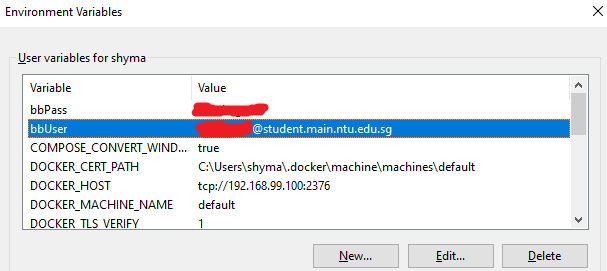 Environment Variables
User variables for shyma
Variable Value
bbPass
bbUser @student.main.ntu.edu.sg
COMPOSE_CONVERT_WIND... true
DOCKER_CERT_PATH C:\Users\shyma\.docker\machine\machines\default
DOCKER_HOST tcp://192.168.99.100:2376
DOCKER_MACHINE_NAME default
DOCKER_TLS_VERIFY 1
New... Edit... Delete